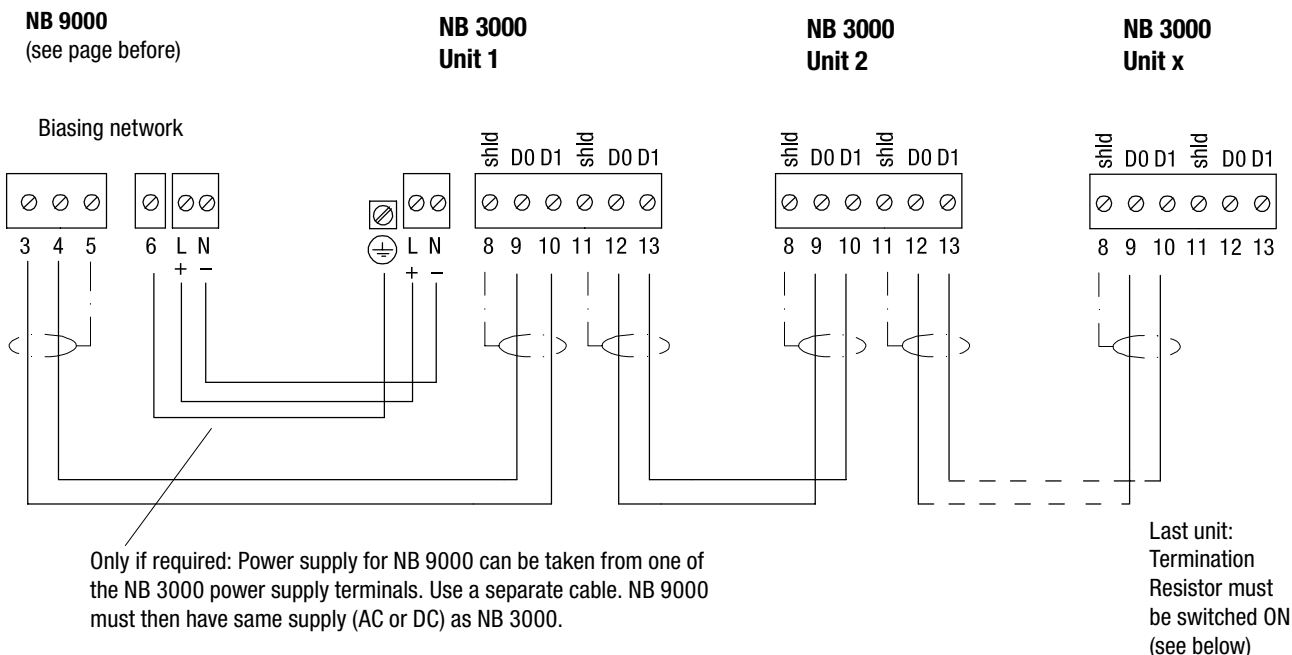 NB 9000
(see page before)
NB 3000
Unit 1
NB 3000
Unit 2
NB 3000
Unit x
Biasing network
shld D0 D1 shld D0 D1
shld D0 D1 shld D0 D1
shld D0 D1 shld D0 D1
3 4 5 6 L N
+ −
L N 8 9 10 11 12 13
+ −
8 9 10 11 12 13
8 9 10 11 12 13
Only if required: Power supply for NB 9000 can be taken from one of
the NB 3000 power supply terminals. Use a separate cable. NB 9000
must then have same supply (AC or DC) as NB 3000.
Last unit:
Termination
Resistor must
be switched ON
(see below)